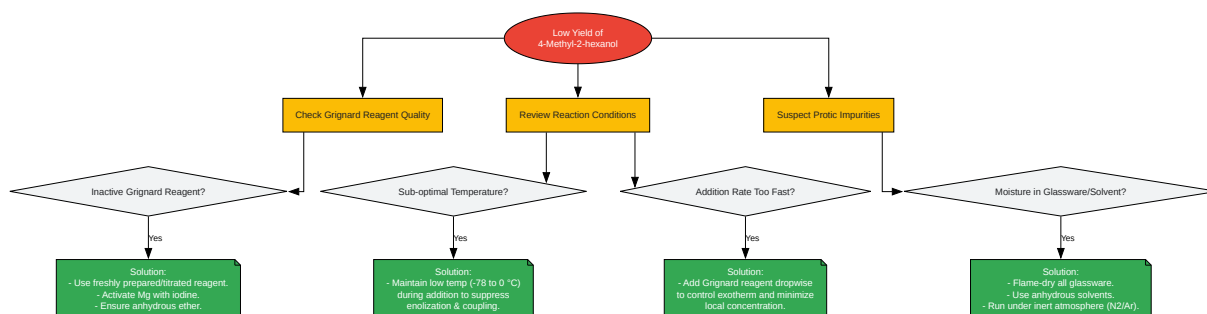 Low Yield of
4-Methyl-2-hexanol
Check Grignard Reagent Quality
Review Reaction Conditions
Suspect Protic Impurities
Inactive Grignard Reagent?
Sub-optimal Temperature?
Addition Rate Too Fast?
Moisture in Glassware/Solvent?
Yes
Yes
Yes
Yes
Solution:
- Use freshly prepared/titrated reagent.
- Activate Mg with iodine.
- Ensure anhydrous ether.
Solution:
- Maintain low temp (-78 to 0 °C)
during addition to suppress
enolization & coupling.
Solution:
- Add Grignard reagent dropwise
to control exotherm and minimize
local concentration.
Solution:
- Flame-dry all glassware.
- Use anhydrous solvents.
- Run under inert atmosphere (N2/Ar).